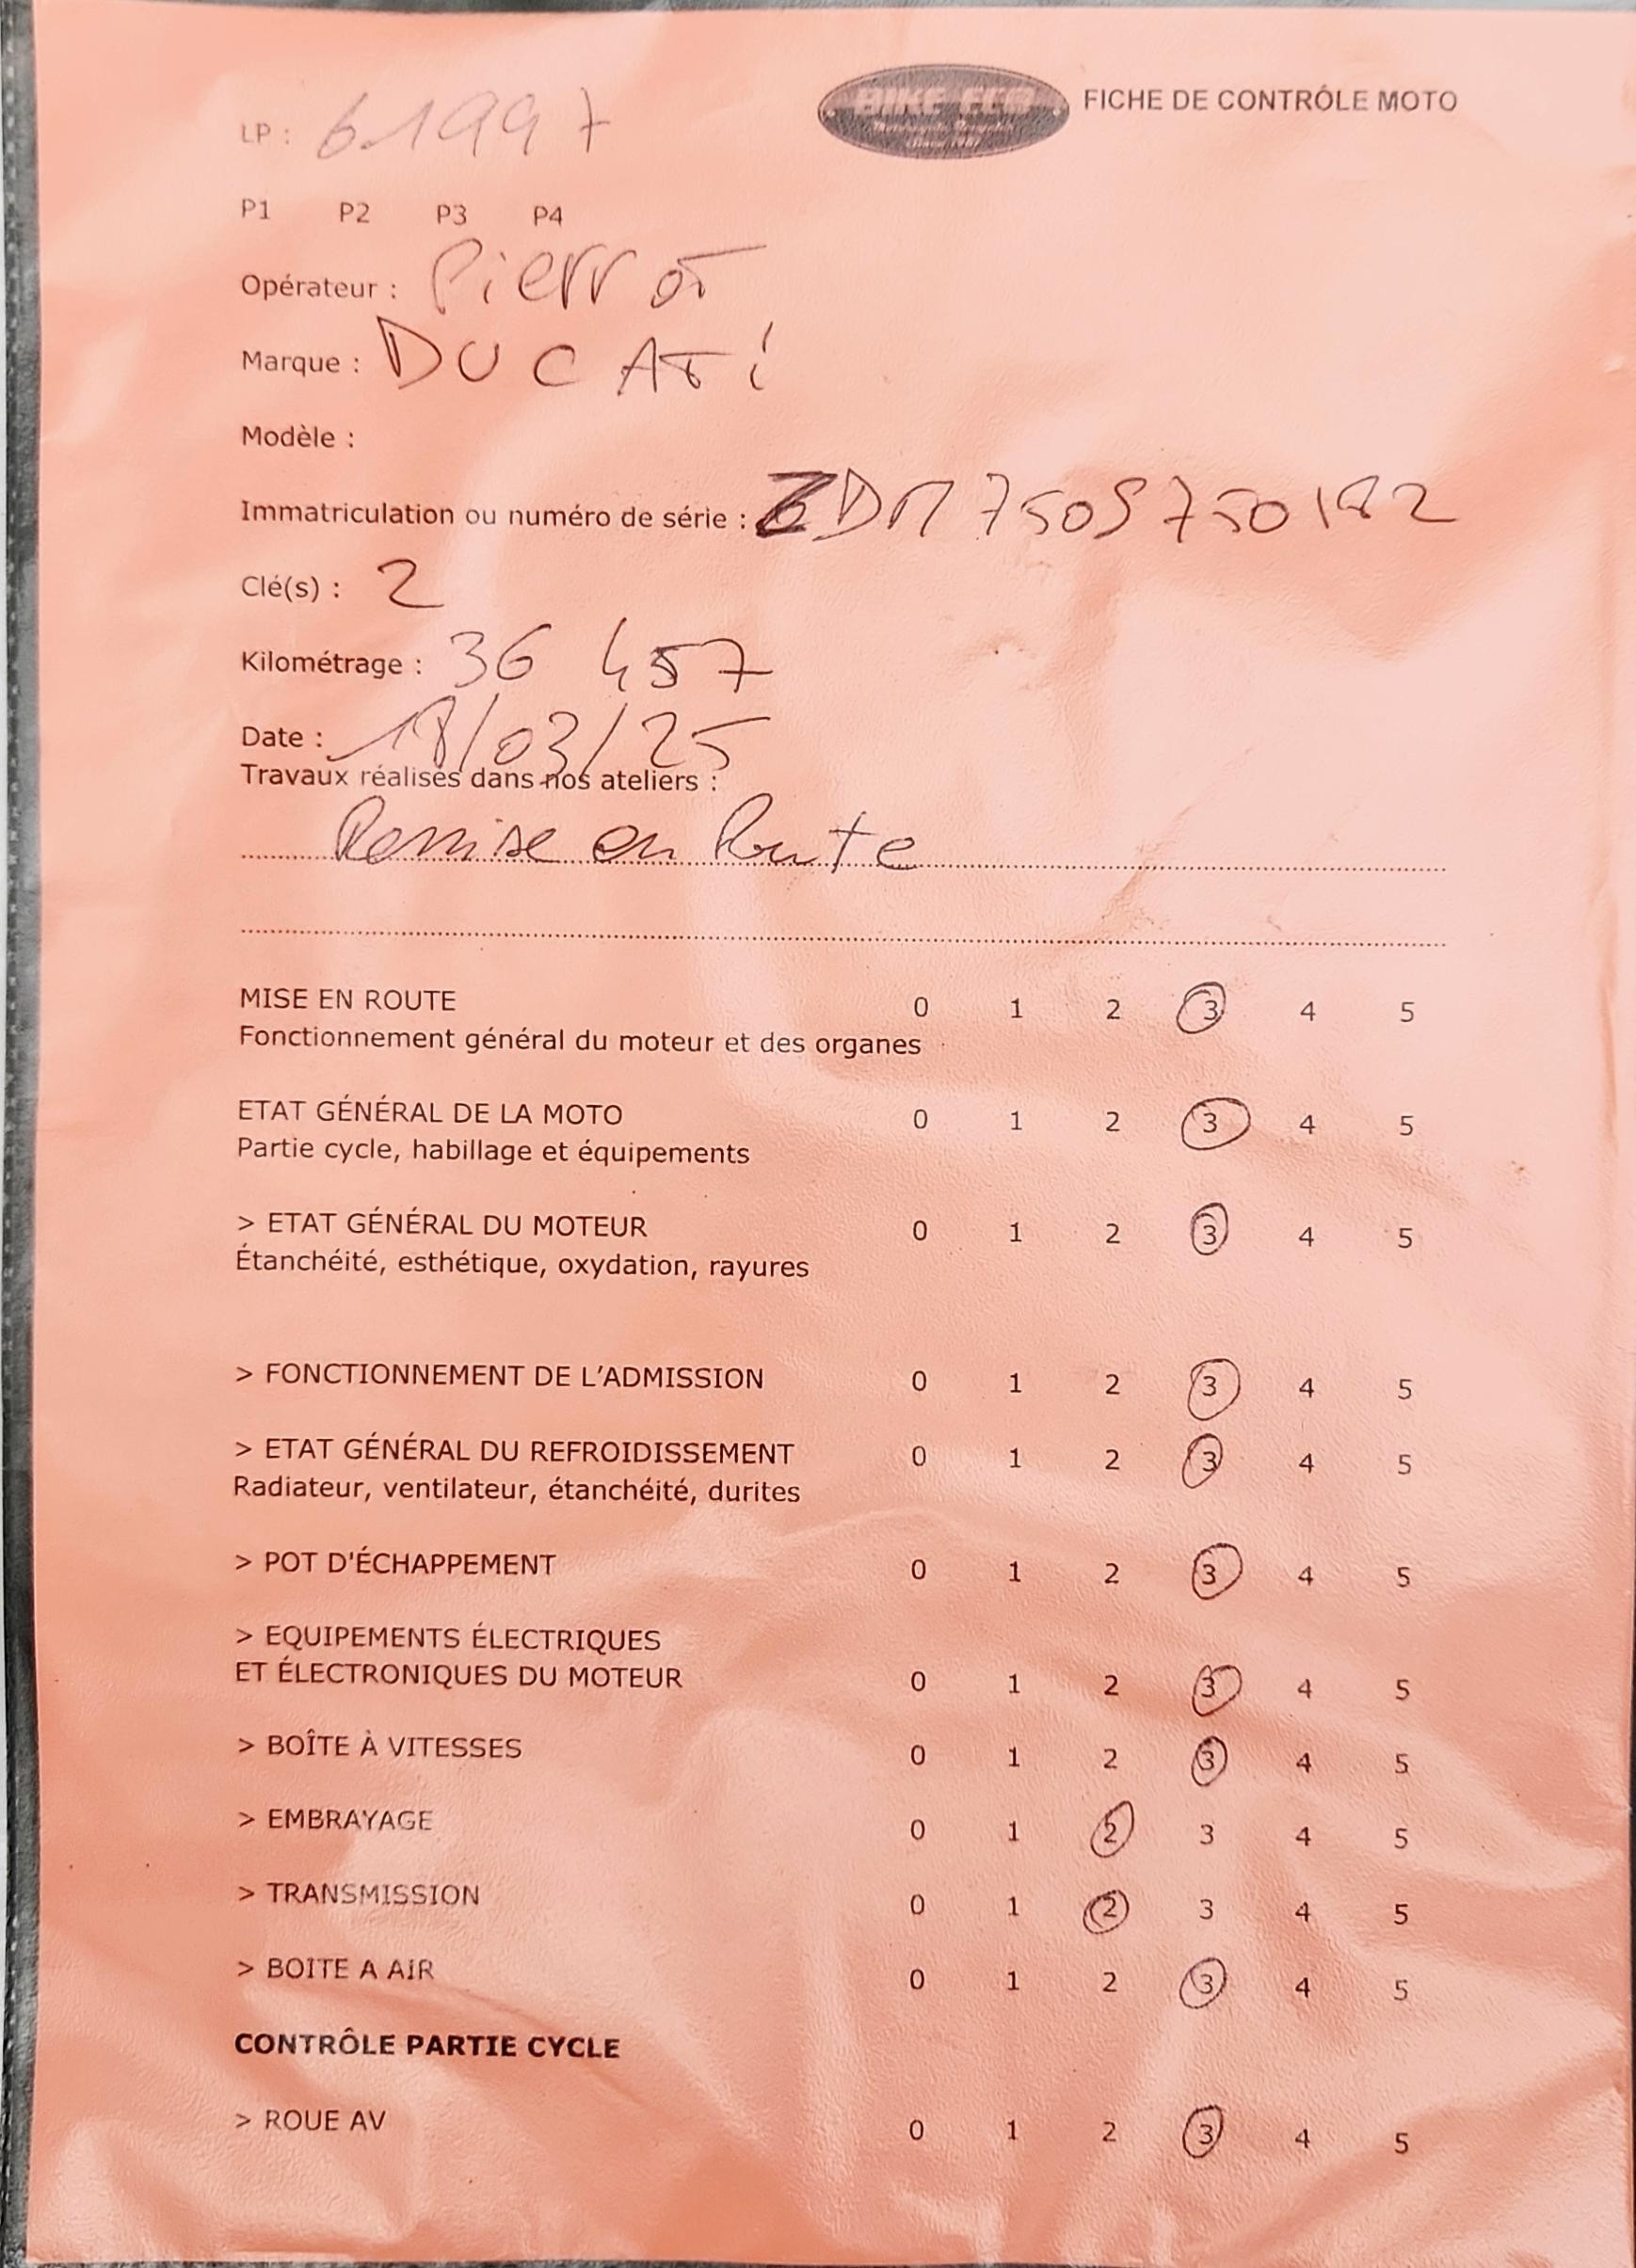 BIKE ECO FICHE DE CONTRÔLE MOTO
LP : 61997
P1 P2 P3 P4
Opérateur : Pierrot
Marque : DUCATi
Modèle :
Immatriculation ou numéro de série : ZDM750S750192
Clé(s) : 2
Kilométrage : 36 457
Date : 18/03/25
Travaux réalisés dans nos ateliers :
Remise en Route
MISE EN ROUTE 0 1 2 3 4 5
Fonctionnement général du moteur et des organes
ETAT GÉNÉRAL DE LA MOTO 0 1 2 3 4 5
Partie cycle, habillage et équipements
> ETAT GÉNÉRAL DU MOTEUR 0 1 2 3 4 5
Étanchéité, esthétique, oxydation, rayures
> FONCTIONNEMENT DE L'ADMISSION 0 1 2 3 4 5
> ETAT GÉNÉRAL DU REFROIDISSEMENT 0 1 2 3 4 5
Radiateur, ventilateur, étanchéité, durites
> POT D'ÉCHAPPEMENT 0 1 2 3 4 5
> EQUIPEMENTS ÉLECTRIQUES
ET ÉLECTRONIQUES DU MOTEUR 0 1 2 3 4 5
> BOÎTE À VITESSES 0 1 2 3 4 5
> EMBRAYAGE 0 1 2 3 4 5
> TRANSMISSION 0 1 2 3 4 5
> BOITE A AIR 0 1 2 3 4 5
CONTRÔLE PARTIE CYCLE
> ROUE AV 0 1 2 3 4 5